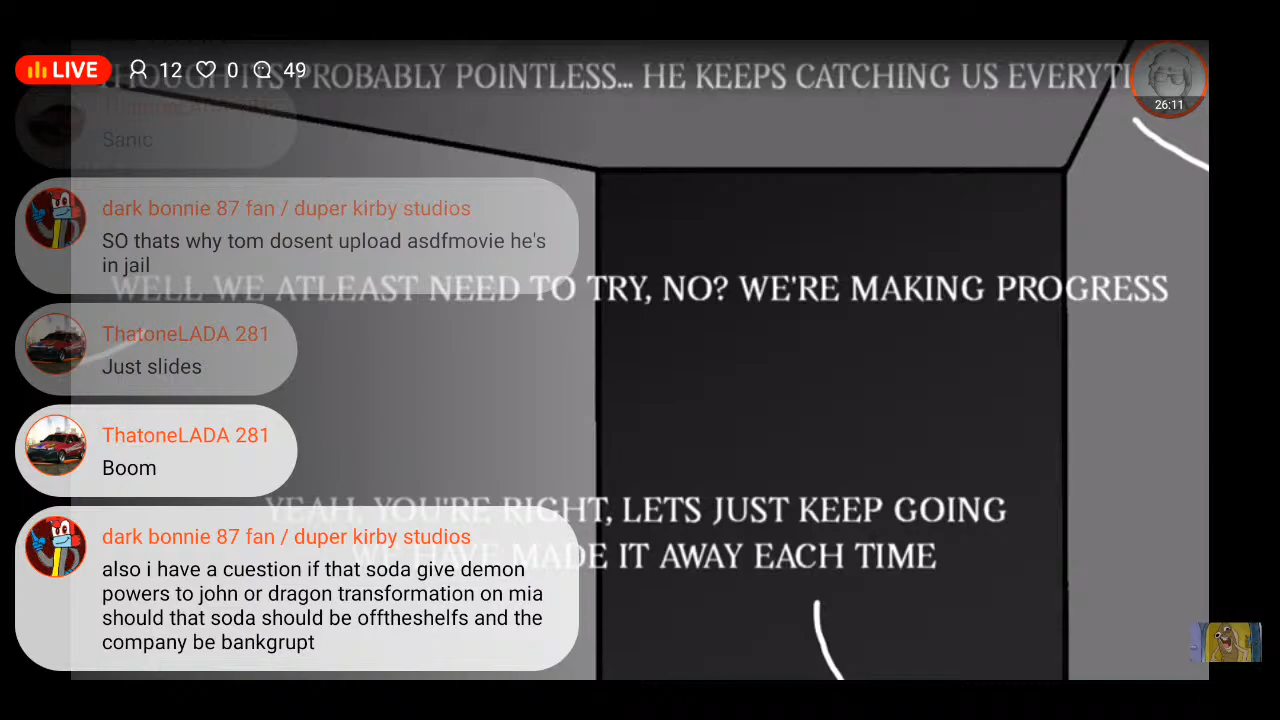 LIVE 12 0 49
THOUGH ITS PROBABLY POINTLESS... HE KEEPS CATCHING US EVERYTI
26:11
Sanic
dark bonnie 87 fan / duper kirby studios
SO thats why tom dosent upload asdfmovie he's
in jail
WELL WE ATLEAST NEED TO TRY, NO? WE'RE MAKING PROGRESS
ThatoneLADA 281
Just slides
ThatoneLADA 281
Boom
YEAH, YOU'RE RIGHT, LETS JUST KEEP GOING
WE HAVE MADE IT AWAY EACH TIME
dark bonnie 87 fan / duper kirby studios
also i have a cuestion if that soda give demon
powers to john or dragon transformation on mia
should that soda should be offtheshelfs and the
company be bankgrupt